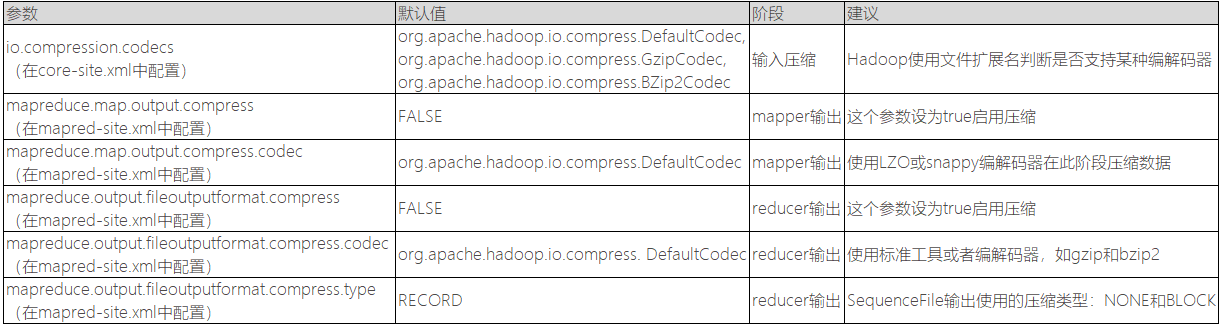 参数 默认值 阶段 建议
io.compression.codecs
（在core-site.xml中配置）
org.apache.hadoop.io.compress.DefaultCodec,
org.apache.hadoop.io.compress.GzipCodec,
org.apache.hadoop.io.compress.BZip2Codec
输入压缩
Hadoop使用文件扩展名判断是否支持某种编解码器
mapreduce.map.output.compress
（在mapred-site.xml中配置）
FALSE
mapper输出
这个参数设为true启用压缩
mapreduce.map.output.compress.codec
（在mapred-site.xml中配置）
org.apache.hadoop.io.compress.DefaultCodec
mapper输出
使用LZO或snappy编解码器在此阶段压缩数据
mapreduce.output.fileoutputformat.compress
（在mapred-site.xml中配置）
FALSE
reducer输出
这个参数设为true启用压缩
mapreduce.output.fileoutputformat.compress.codec
（在mapred-site.xml中配置）
org.apache.hadoop.io.compress. DefaultCodec
reducer输出
使用标准工具或者编解码器，如gzip和bzip2
mapreduce.output.fileoutputformat.compress.type
（在mapred-site.xml中配置）
RECORD
reducer输出
SequenceFile输出使用的压缩类型：NONE和BLOCK